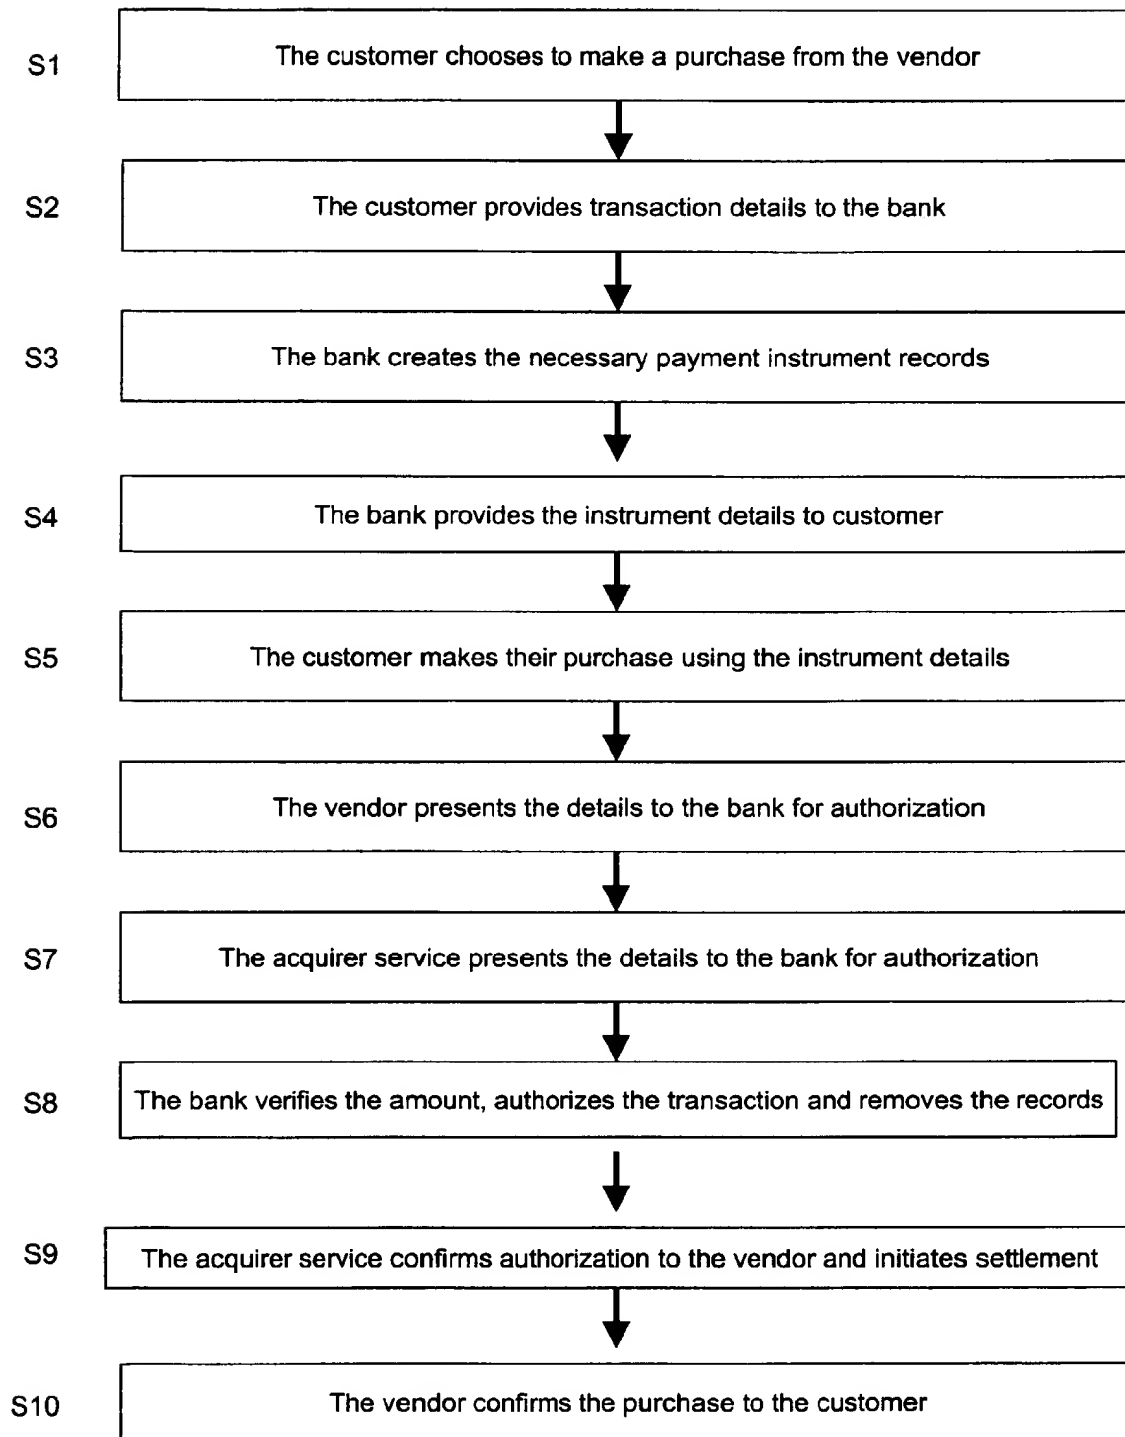 S1
The customer chooses to make a purchase from the vendor
S2
The customer provides transaction details to the bank
S3
The bank creates the necessary payment instrument records
S4
The bank provides the instrument details to customer
S5
The customer makes their purchase using the instrument details
S6
The vendor presents the details to the bank for authorization
S7
The acquirer service presents the details to the bank for authorization
S8
The bank verifies the amount, authorizes the transaction and removes the records
S9
The acquirer service confirms authorization to the vendor and initiates settlement
S10
The vendor confirms the purchase to the customer